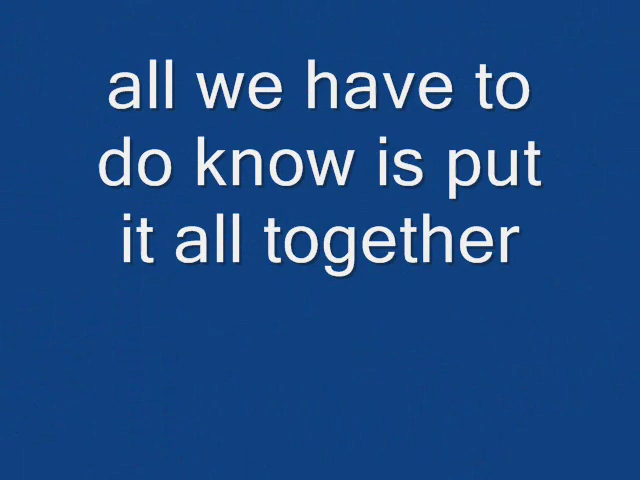 all we have to
do know is put
it all together